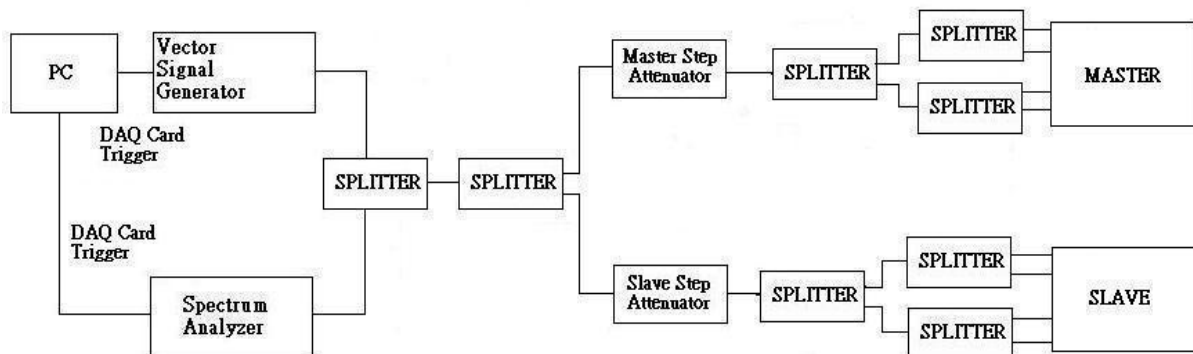 PC
Vector
Signal
Generator
DAQ Card
Trigger
DAQ Card
Trigger
Spectrum
Analyzer
SPLITTER
SPLITTER
Master Step
Attenuator
SPLITTER
SPLITTER
SPLITTER
MASTER
Slave Step
Attenuator
SPLITTER
SPLITTER
SPLITTER
SLAVE